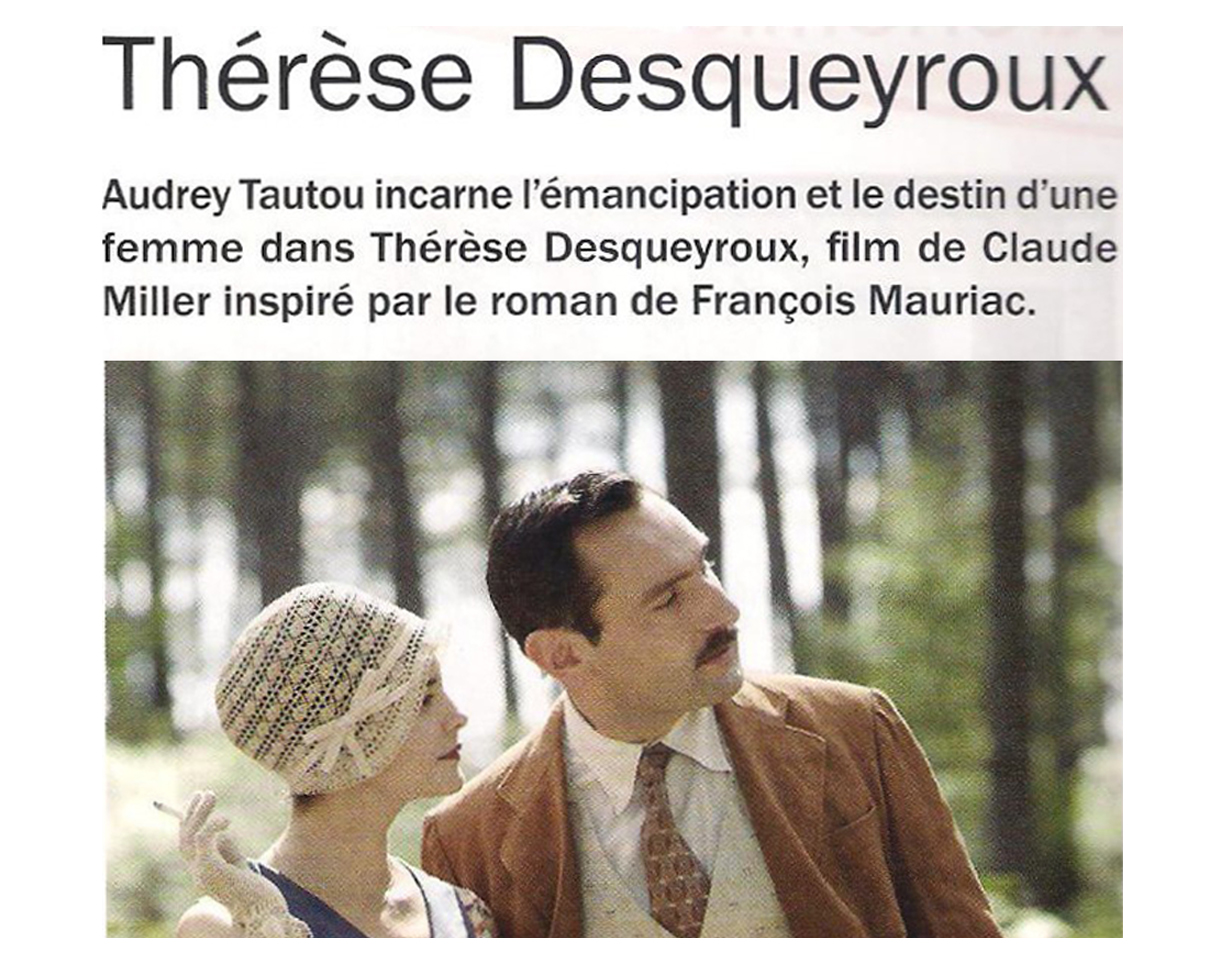 Thérèse Desqueyroux
Audrey Tautou incarne l'émancipation et le destin d'une
femme dans Thérèse Desqueyroux, film de Claude
Miller inspiré par le roman de François Mauriac.